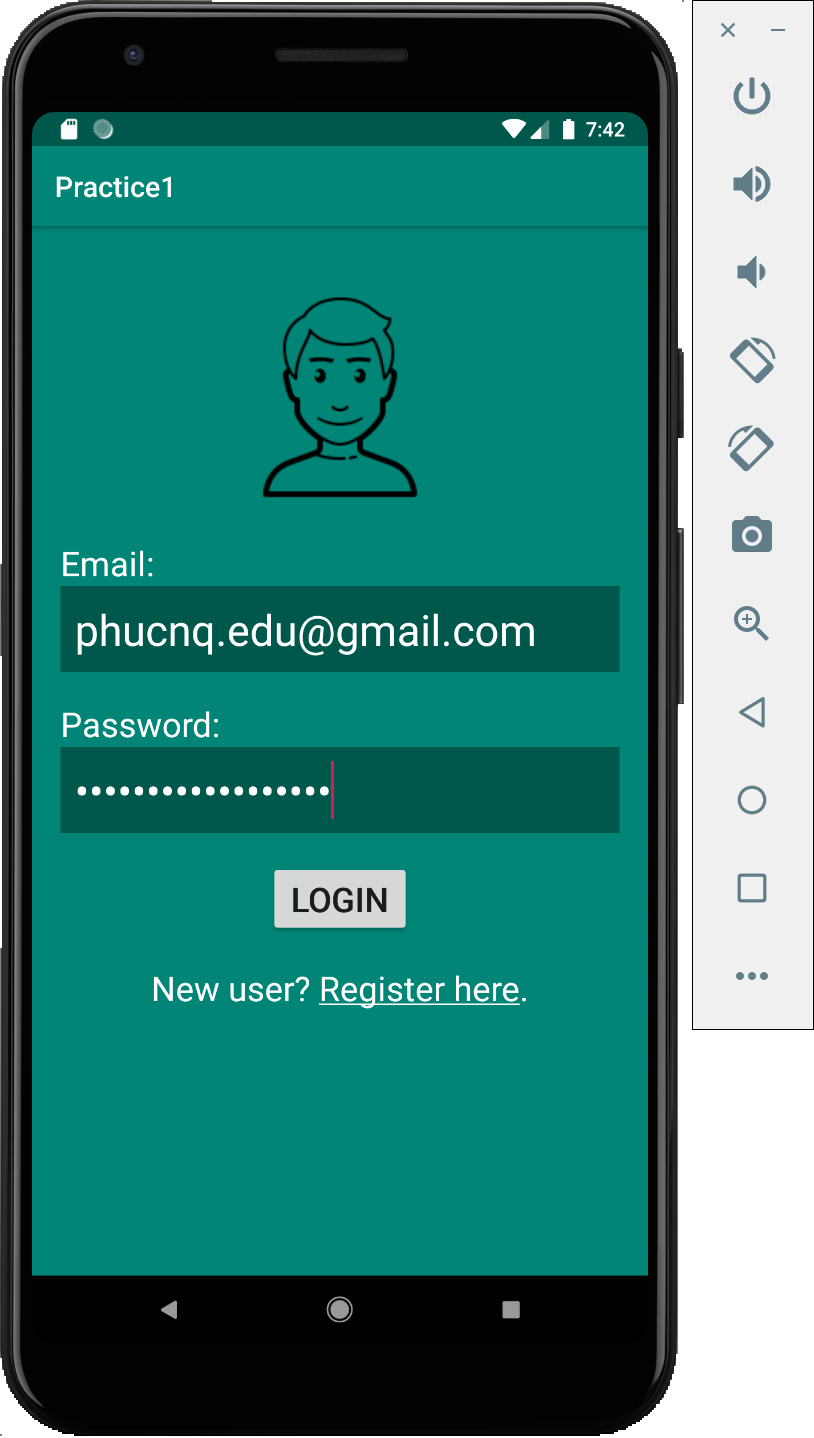 7:42
Practice1
Email:
phucnq.edu@gmail.com
Password:
••••••••••••••••••
LOGIN
New user? Register here.